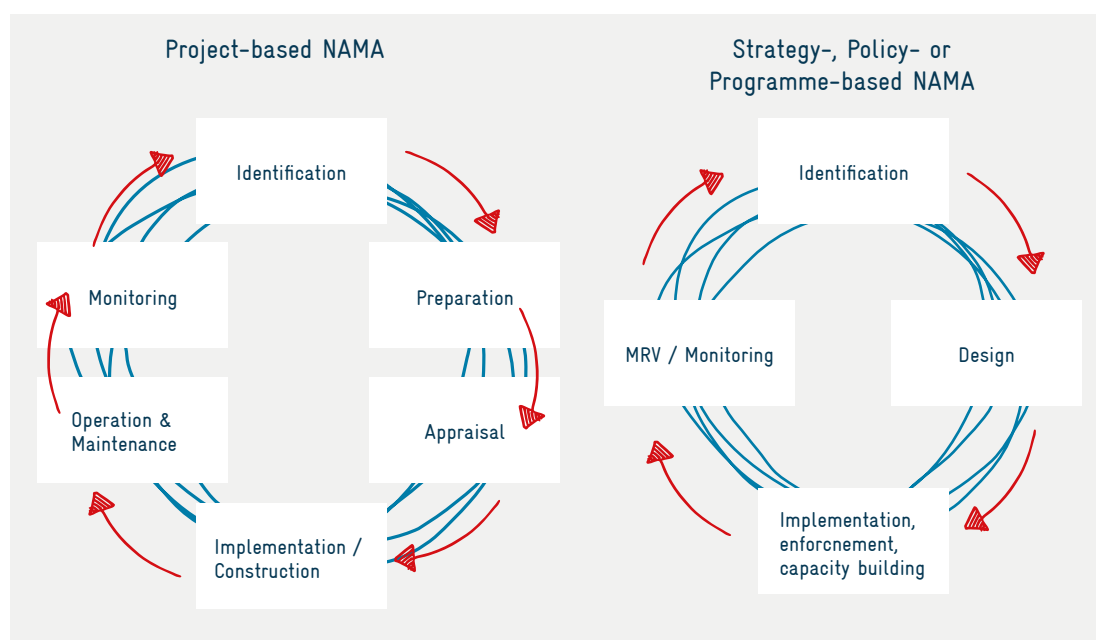 Project-based NAMA
Identification
Preparation
Appraisal
Implementation /
Construction
Operation &
Maintenance
Monitoring
Strategy-, Policy- or
Programme-based NAMA
Identification
Design
Implementation,
enforcnement,
capacity building
MRV / Monitoring